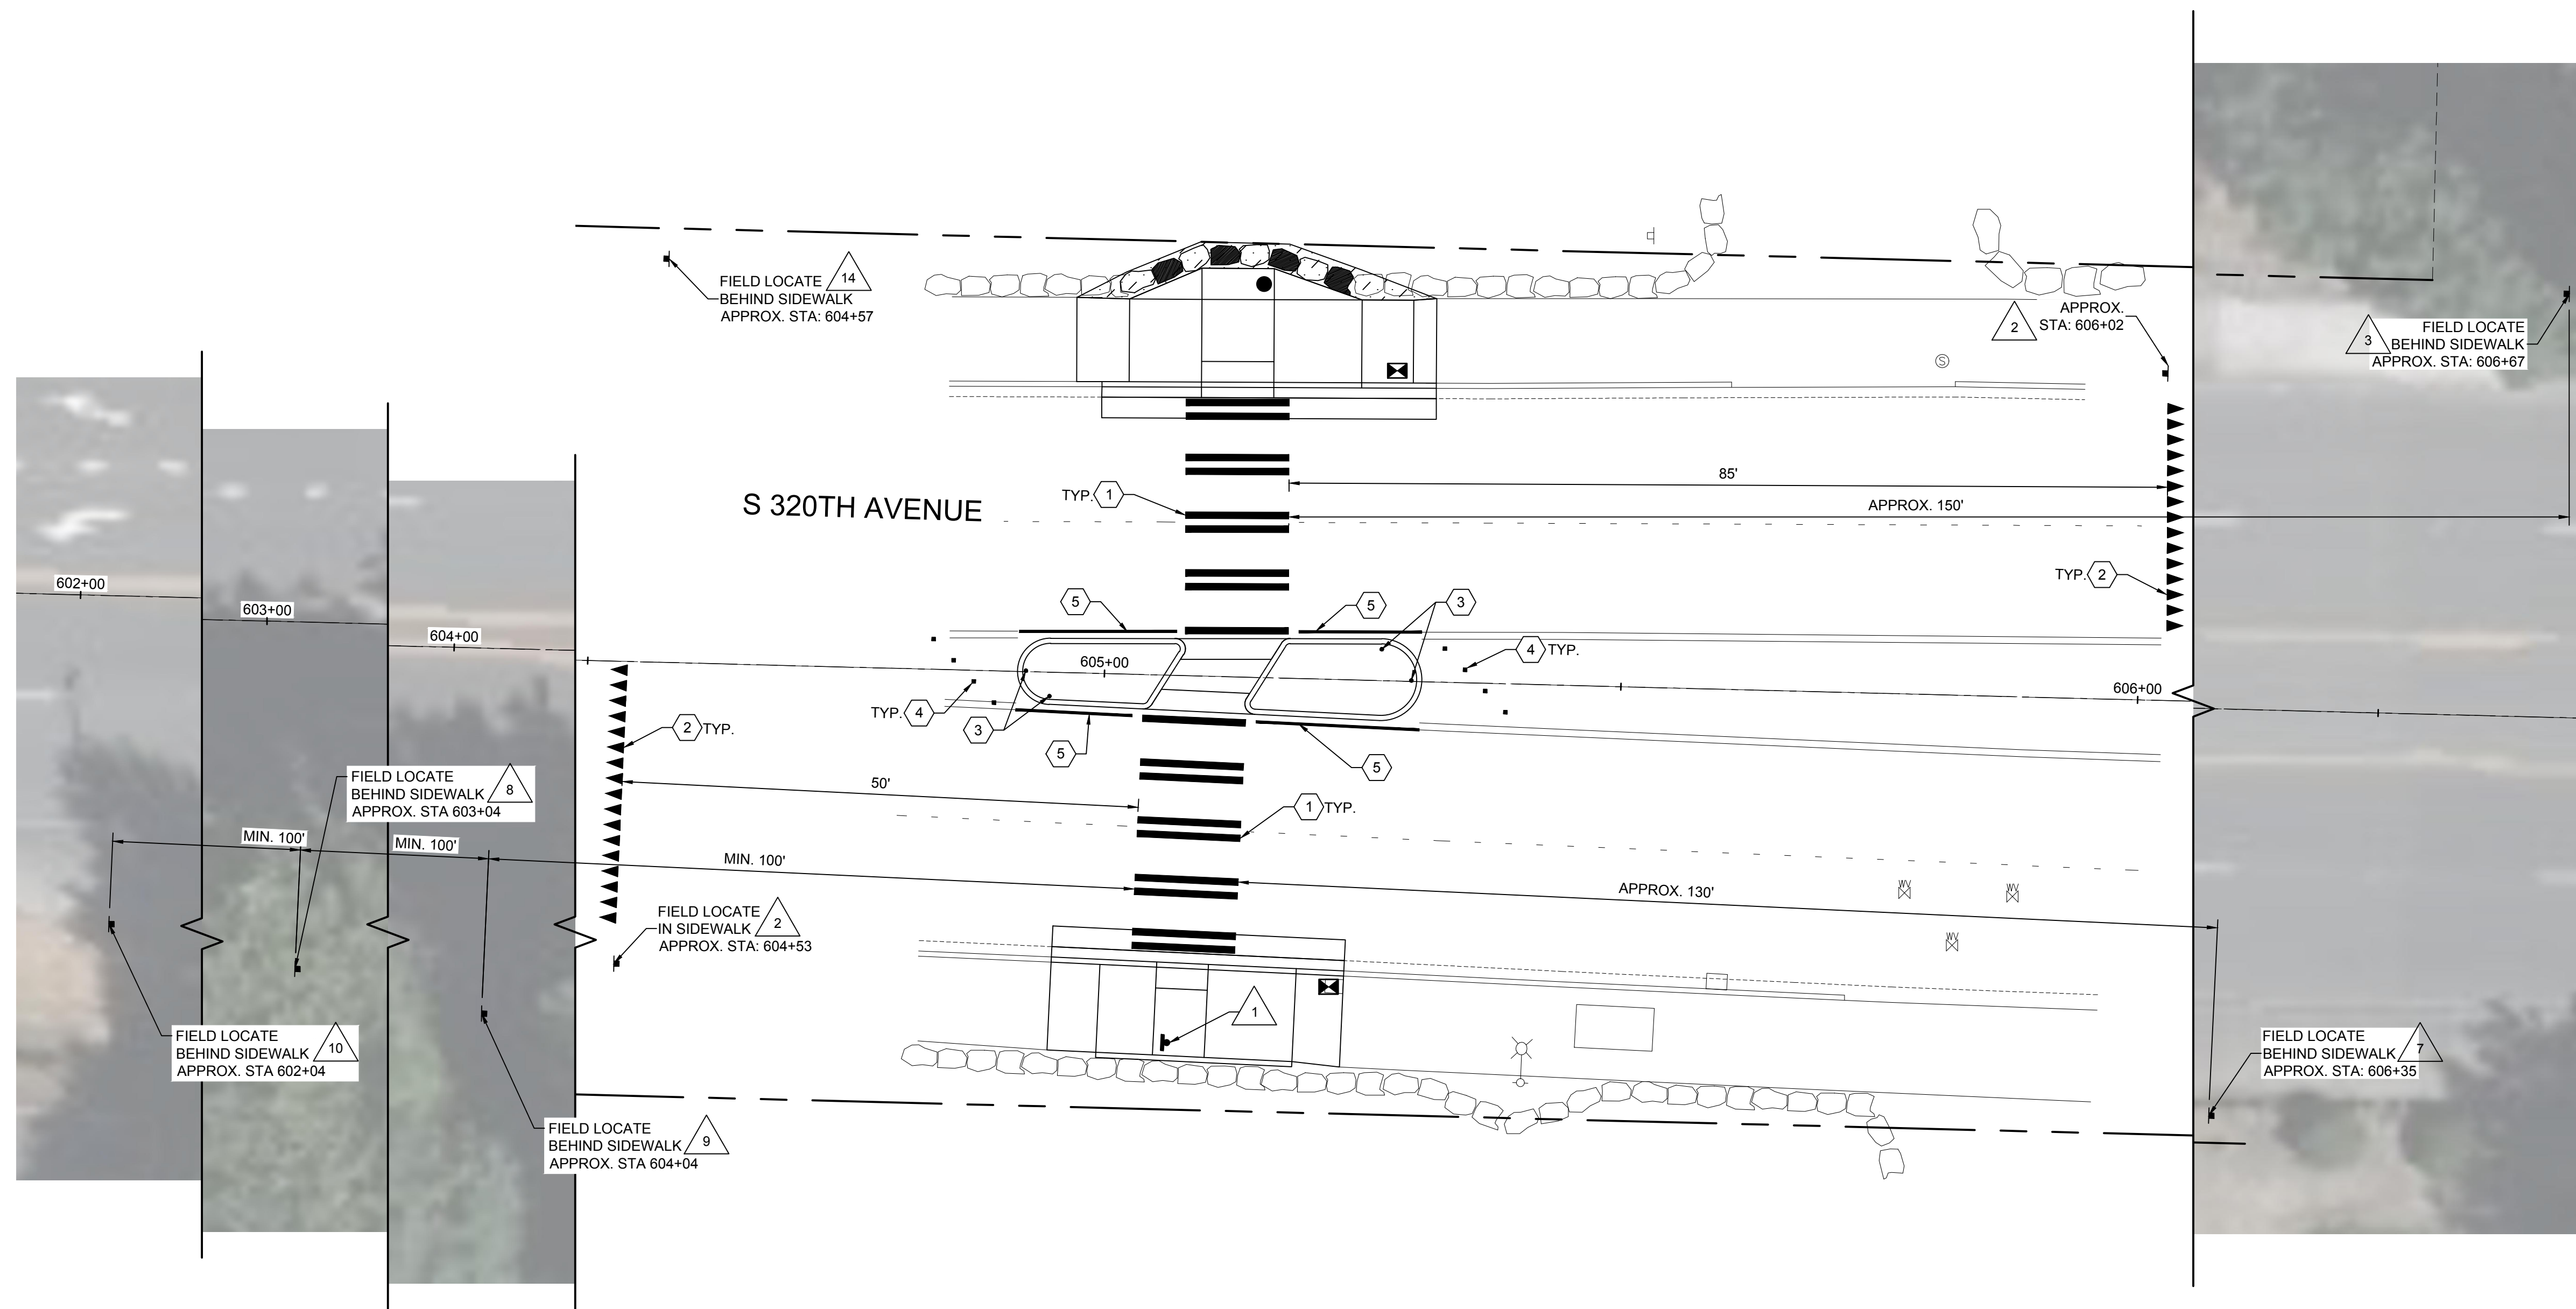 FIELD LOCATE 14
BEHIND SIDEWALK
APPROX. STA: 604+57
APPROX.
2 STA: 606+02
FIELD LOCATE
3 BEHIND SIDEWALK
APPROX. STA: 606+67
S
85'
TYP. 1
S 320TH AVENUE
APPROX. 150'
602+00
603+00
604+00
TYP. 2
5
5
3
4 TYP.
605+00
606+00
TYP. 4
3
2 TYP.
5
5
FIELD LOCATE
BEHIND SIDEWALK 8
APPROX. STA 603+04
50'
1 TYP.
MIN. 100'
MIN. 100'
MIN. 100'
APPROX. 130'
WV
WV
WV
FIELD LOCATE
IN SIDEWALK 2
APPROX. STA: 604+53
1
FIELD LOCATE
BEHIND SIDEWALK 10
APPROX. STA 602+04
FIELD LOCATE
BEHIND SIDEWALK 7
APPROX. STA: 606+35
FIELD LOCATE
BEHIND SIDEWALK 9
APPROX. STA 604+04